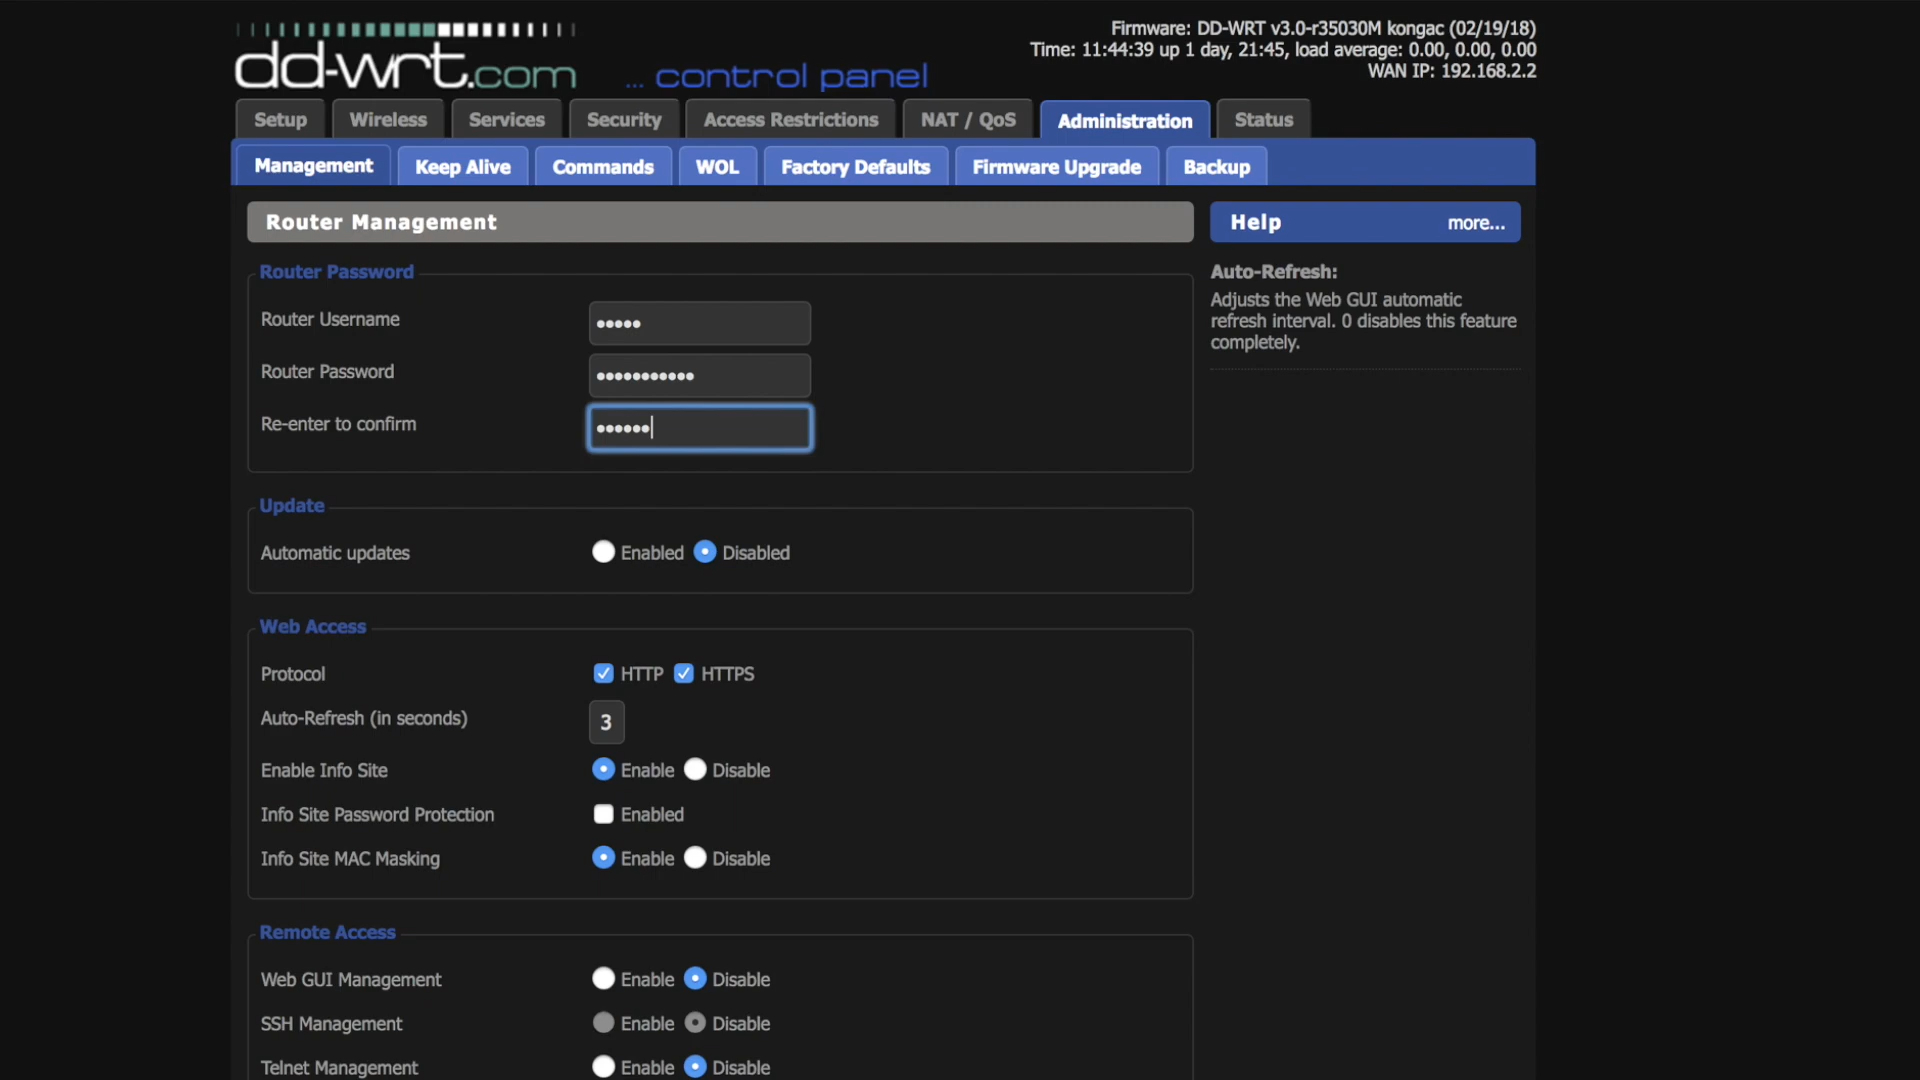 dd-wrt.com ... control panel
Firmware: DD-WRT v3.0-r35030M kongac (02/19/18)
Time: 11:44:39 up 1 day, 21:45, load average: 0.00, 0.00, 0.00
WAN IP: 192.168.2.2
Setup Wireless Services Security Access Restrictions NAT / QoS Administration Status
Management Keep Alive Commands WOL Factory Defaults Firmware Upgrade Backup
Router Management
Help more...
Router Password
Router Username
Router Password
Re-enter to confirm
Auto-Refresh:
Adjusts the Web GUI automatic
refresh interval. 0 disables this feature
completely.
Update
Automatic updates Enabled Disabled
Web Access
Protocol HTTP HTTPS
Auto-Refresh (in seconds) 3
Enable Info Site Enable Disable
Info Site Password Protection Enabled
Info Site MAC Masking Enable Disable
Remote Access
Web GUI Management Enable Disable
SSH Management Enable Disable
Telnet Management Enable Disable